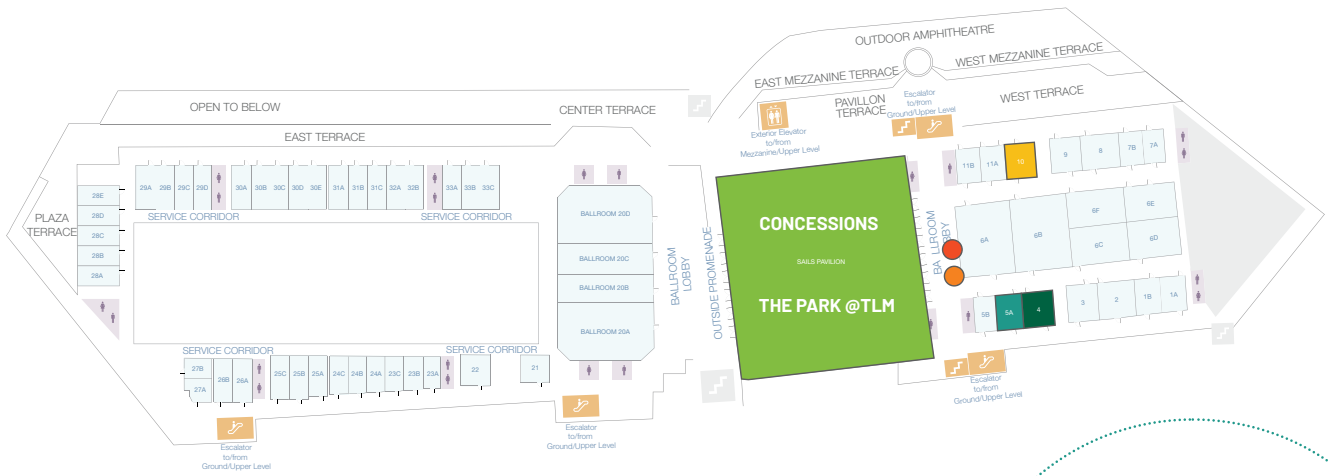 OUTDOOR AMPHITHEATRE
WEST MEZZANINE TERRACE
EAST MEZZANINE TERRACE
OPEN TO BELOW
CENTER TERRACE
PAVILLON
TERRACE
Escalator
to/from
Ground/Upper Level
WEST TERRACE
EAST TERRACE
Exterior Elevator
to/from
Mezzanine/Upper Level
29A 29B 29C 29D 30A 30B 30C 30D 30E 31A 31B 31C 32A 32B 33A 33B 33C
11B 11A 10 9 8 7B 7A
28E
28D
28C
28B
28A
PLAZA
TERRACE
SERVICE CORRIDOR
SERVICE CORRIDOR
BALLROOM 20D
BALLROOM 20C
BALLROOM 20B
BALLROOM 20A
BALLROOM
LOBBY
OUTSIDE PROMENADE
CONCESSIONS
SAILS PAVILION
THE PARK @TLM
BA LLROOM
BBY
6A 6B 6F 6E
6C 6D
5B 5A 4 3 2 1B 1A
SERVICE CORRIDOR
SERVICE CORRIDOR
27B
27A
26B 26A 25C 25B 25A 24C 24B 24A 23C 23B 23A 22 21
Escalator
to/from
Ground/Upper Level
Escalator
to/from
Ground/Upper Level
Escalator
to/from
Ground/Upper Level